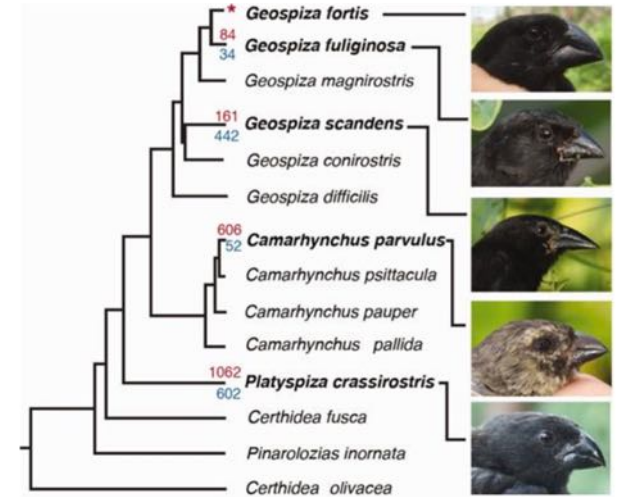 * Geospiza fortis
84
34
Geospiza fuliginosa
Geospiza magnirostris
161
442
Geospiza scandens
Geospiza conirostris
Geospiza difficilis
606
52
Camarhynchus parvulus
Camarhynchus psittacula
Camarhynchus pauper
Camarhynchus pallida
1062
602
Platyspiza crassirostris
Certhidea fusca
Pinarolozias inornata
Certhidea olivacea